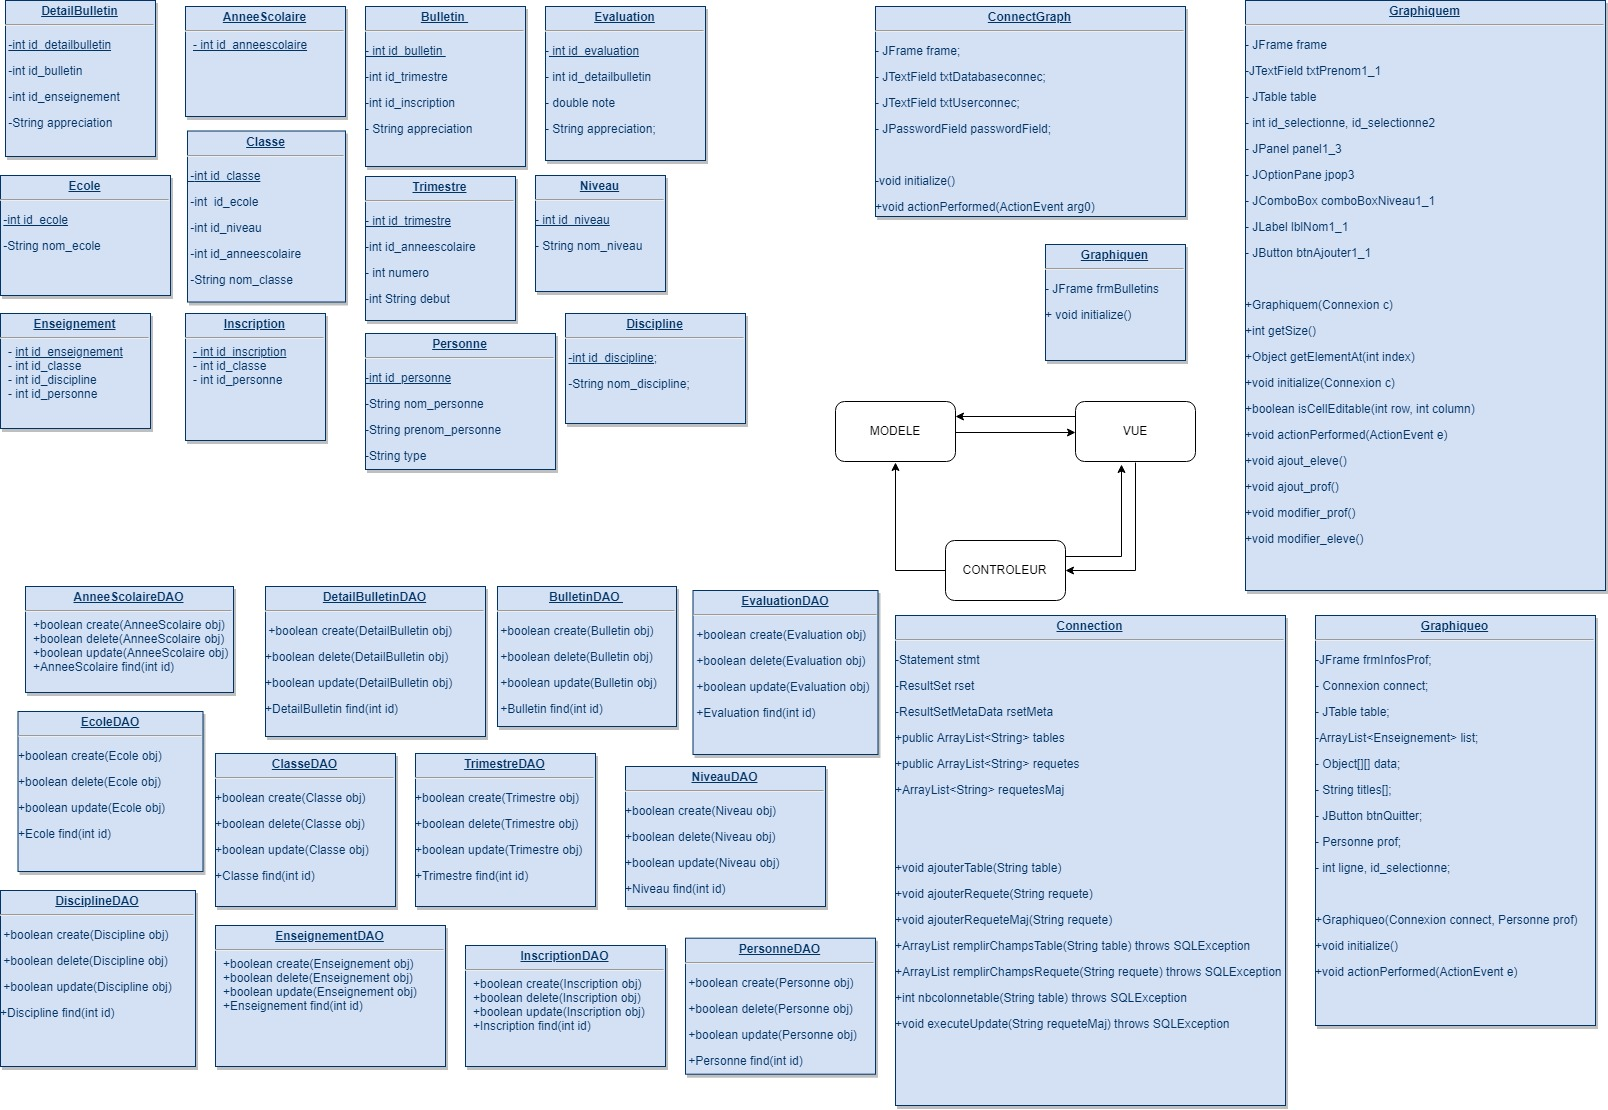 DetailBulletin
-int id_detailbulletin
-int id_bulletin
-int id_enseignement
-String appreciation
AnneeScolaire
- int id_anneescolaire
Bulletin
- int id_bulletin
-int id_trimestre
-int id_inscription
- String appreciation
Evaluation
- int id_evaluation
- int id_detailbulletin
- double note
- String appreciation;
Classe
-int id_classe
-int  id_ecole
-int id_niveau
-int id_anneescolaire
-String nom_classe
Ecole
-int id_ecole
-String nom_ecole
Trimestre
- int id_trimestre
-int id_anneescolaire
- int numero
-int String debut
Niveau
- int id_niveau
- String nom_niveau
Enseignement
- int id_enseignement
- int id_classe
- int id_discipline
- int id_personne
Inscription
- int id_inscription
- int id_classe
- int id_personne
Personne
-int id_personne
-String nom_personne
-String prenom_personne
-String type
Discipline
-int id_discipline;
-String nom_discipline;
ConnectGraph
- JFrame frame;
- JTextField txtDatabaseconnec;
- JTextField txtUserconnec;
- JPasswordField passwordField;
-void initialize()
+void actionPerformed(ActionEvent arg0)
Graphiquen
- JFrame frmBulletins
+ void initialize()
Graphiquem
- JFrame frame
-JTextField txtPrenom1_1
- JTable table
- int id_selectionne, id_selectionne2
- JPanel panel1_3
- JOptionPane jpop3
- JComboBox comboBoxNiveau1_1
- JLabel lblNom1_1
- JButton btnAjouter1_1
+Graphiquem(Connexion c)
+int getSize()
+Object getElementAt(int index)
+void initialize(Connexion c)
+boolean isCellEditable(int row, int column)
+void actionPerformed(ActionEvent e)
+void ajout_eleve()
+void ajout_prof()
+void modifier_prof()
+void modifier_eleve()
MODELE
VUE
CONTROLEUR
AnneeScolaireDAO
+boolean create(AnneeScolaire obj)
+boolean delete(AnneeScolaire obj)
+boolean update(AnneeScolaire obj)
+AnneeScolaire find(int id)
DetailBulletinDAO
+boolean create(DetailBulletin obj)
+boolean delete(DetailBulletin obj)
+boolean update(DetailBulletin obj)
+DetailBulletin find(int id)
BulletinDAO
+boolean create(Bulletin obj)
+boolean delete(Bulletin obj)
+boolean update(Bulletin obj)
+Bulletin find(int id)
EvaluationDAO
+boolean create(Evaluation obj)
+boolean delete(Evaluation obj)
+boolean update(Evaluation obj)
+Evaluation find(int id)
EcoleDAO
+boolean create(Ecole obj)
+boolean delete(Ecole obj)
+boolean update(Ecole obj)
+Ecole find(int id)
ClasseDAO
+boolean create(Classe obj)
+boolean delete(Classe obj)
+boolean update(Classe obj)
+Classe find(int id)
TrimestreDAO
+boolean create(Trimestre obj)
+boolean delete(Trimestre obj)
+boolean update(Trimestre obj)
+Trimestre find(int id)
NiveauDAO
+boolean create(Niveau obj)
+boolean delete(Niveau obj)
+boolean update(Niveau obj)
+Niveau find(int id)
DisciplineDAO
+boolean create(Discipline obj)
+boolean delete(Discipline obj)
+boolean update(Discipline obj)
+Discipline find(int id)
EnseignementDAO
+boolean create(Enseignement obj)
+boolean delete(Enseignement obj)
+boolean update(Enseignement obj)
+Enseignement find(int id)
InscriptionDAO
+boolean create(Inscription obj)
+boolean delete(Inscription obj)
+boolean update(Inscription obj)
+Inscription find(int id)
PersonneDAO
+boolean create(Personne obj)
+boolean delete(Personne obj)
+boolean update(Personne obj)
+Personne find(int id)
Connection
-Statement stmt
-ResultSet rset
-ResultSetMetaData rsetMeta
+public ArrayList<String> tables
+public ArrayList<String> requetes
+ArrayList<String> requetesMaj
+void ajouterTable(String table)
+void ajouterRequete(String requete)
+void ajouterRequeteMaj(String requete)
+ArrayList remplirChampsTable(String table) throws SQLException
+ArrayList remplirChampsRequete(String requete) throws SQLException
+int nbcolonnetable(String table) throws SQLException
+void executeUpdate(String requeteMaj) throws SQLException
Graphiqueo
-JFrame frmInfosProf;
- Connexion connect;
- JTable table;
-ArrayList<Enseignement> list;
- Object[][] data;
- String titles[];
- JButton btnQuitter;
- Personne prof;
- int ligne, id_selectionne;
+Graphiqueo(Connexion connect, Personne prof)
+void initialize()
+void actionPerformed(ActionEvent e)